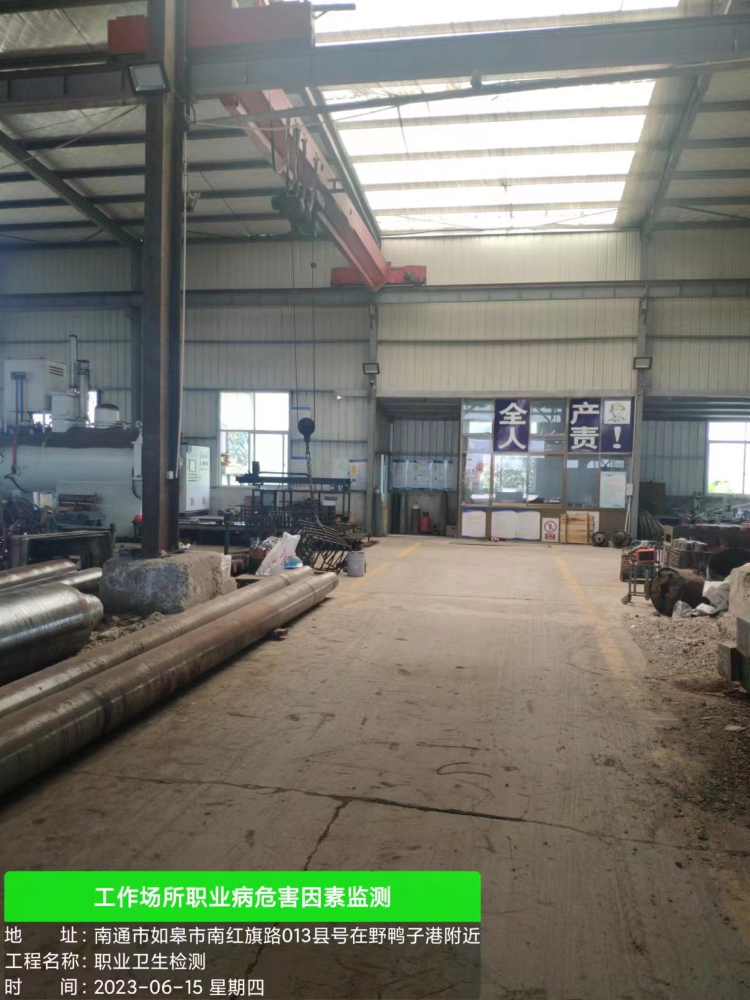 全 产
人 责！
工作场所职业病危害因素监测
地 址：南通市如皋市南红旗路013县号在野鸭子港附近
工程名称：职业卫生检测
时 间：2023-06-15 星期四